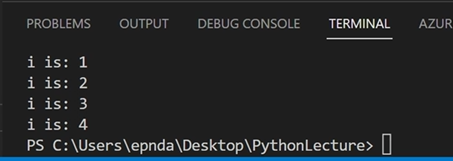 PROBLEMS OUTPUT DEBUG CONSOLE TERMINAL AZUR
i is: 1
i is: 2
i is: 3
i is: 4
PS C:\Users\epnda\Desktop\PythonLecture>